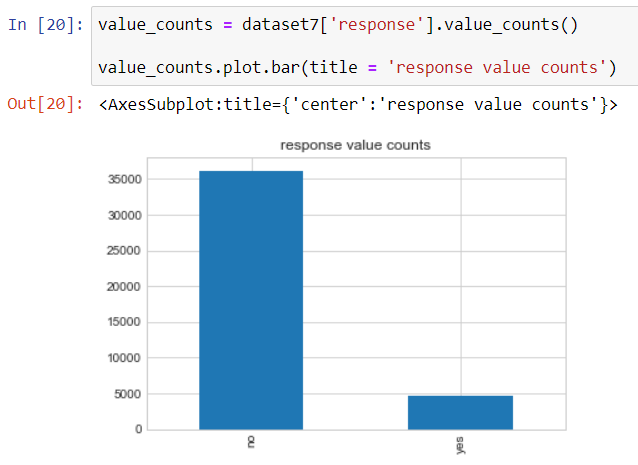 In [20]: value_counts = dataset7['response'].value_counts()
value_counts.plot.bar(title = 'response value counts')
Out[20]: <AxesSubplot:title={'center':'response value counts'}>
response value counts
35000
30000
25000
20000
15000
10000
5000
0
no
yes